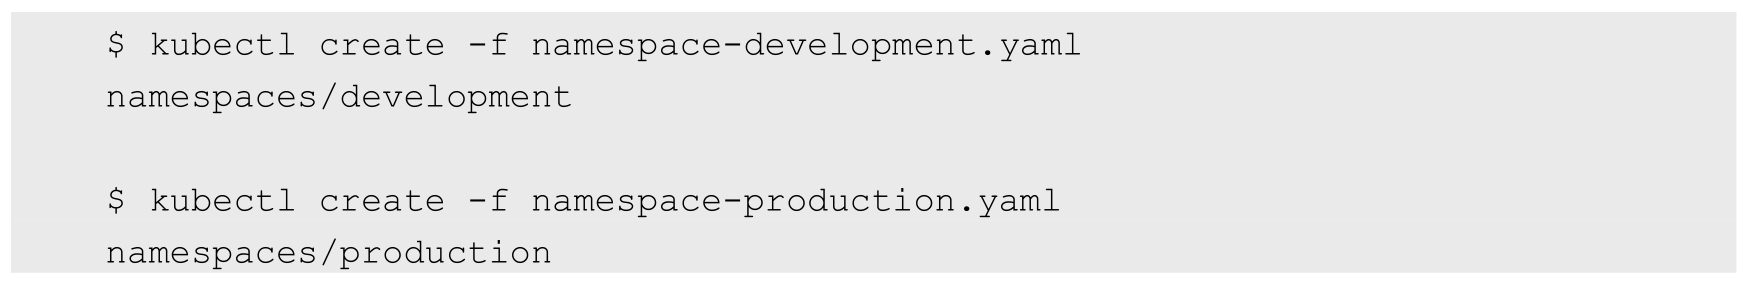 $ kubectl create -f namespace-development.yaml
namespaces/development
$ kubectl create -f namespace-production.yaml
namespaces/production